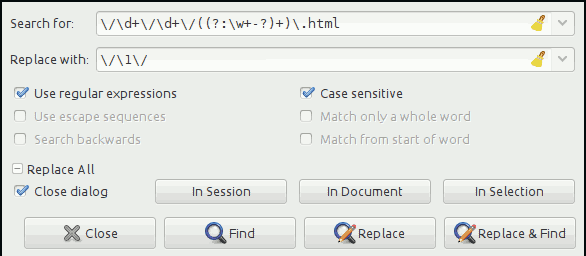 Search for: \/\d+\/\d+\/((?:\w+-?)+)\.html
Replace with: \/\1\/
Use regular expressions Case sensitive
Use escape sequences Match only a whole word
Search backwards Match from start of word
Replace All
Close dialog In Session In Document In Selection
Close Find Replace Replace & Find